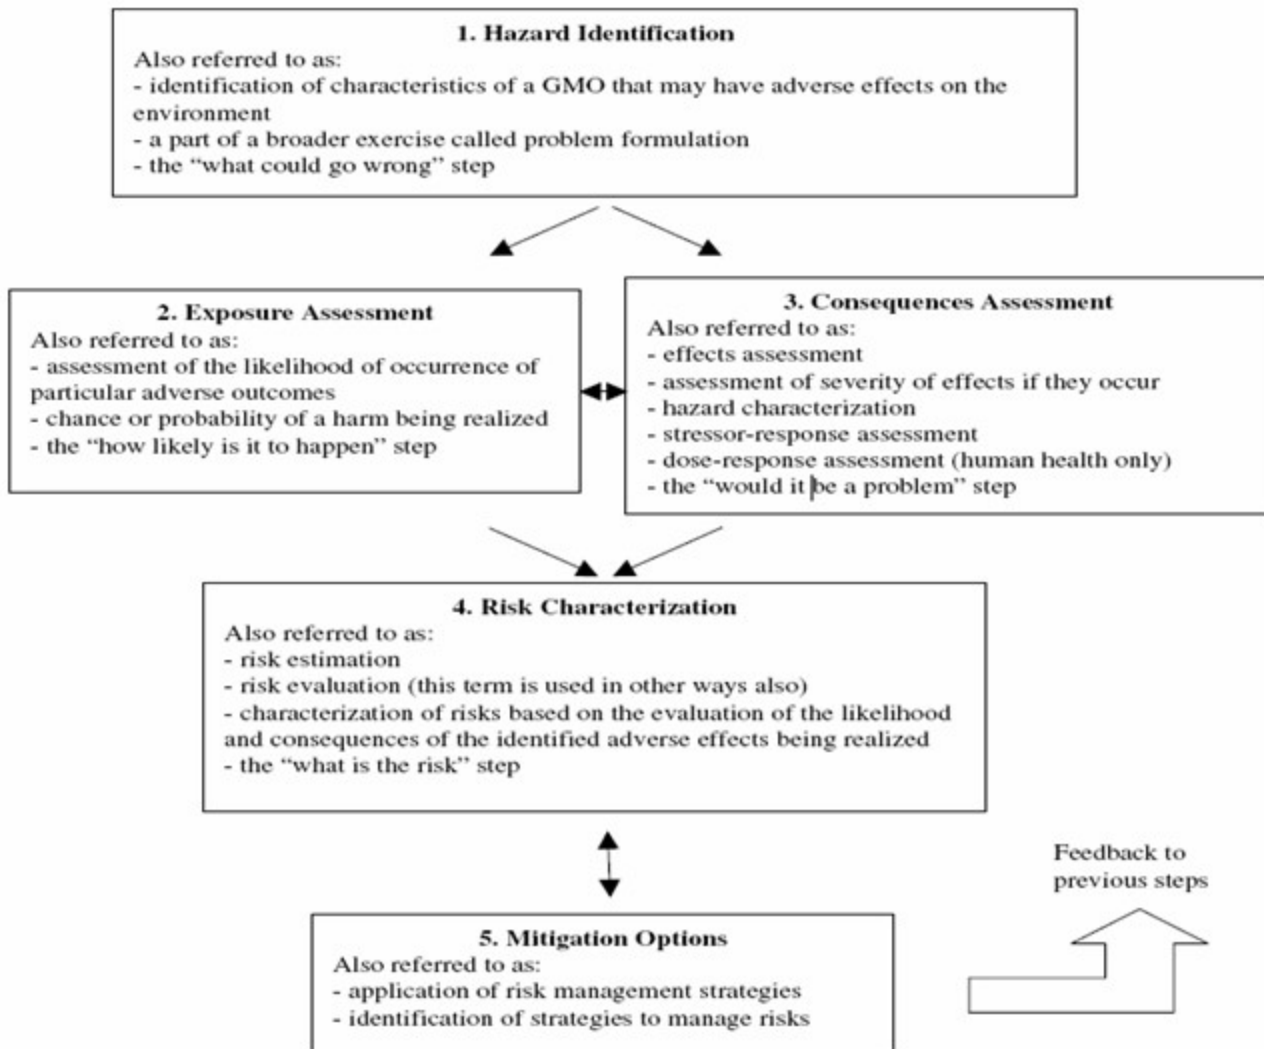 1. Hazard Identification
Also referred to as:
- identification of characteristics of a GMO that may have adverse effects on the
environment
- a part of a broader exercise called problem formulation
- the “what could go wrong” step
2. Exposure Assessment
Also referred to as:
- assessment of the likelihood of occurrence of
particular adverse outcomes
- chance or probability of a harm being realized
- the “how likely is it to happen” step
3. Consequences Assessment
Also referred to as:
- effects assessment
- assessment of severity of effects if they occur
- hazard characterization
- stressor-response assessment
- dose-response assessment (human health only)
- the “would it be a problem” step
4. Risk Characterization
Also referred to as:
- risk estimation
- risk evaluation (this term is used in other ways also)
- characterization of risks based on the evaluation of the likelihood
and consequences of the identified adverse effects being realized
- the “what is the risk” step
Feedback to
previous steps
5. Mitigation Options
Also referred to as:
- application of risk management strategies
- identification of strategies to manage risks